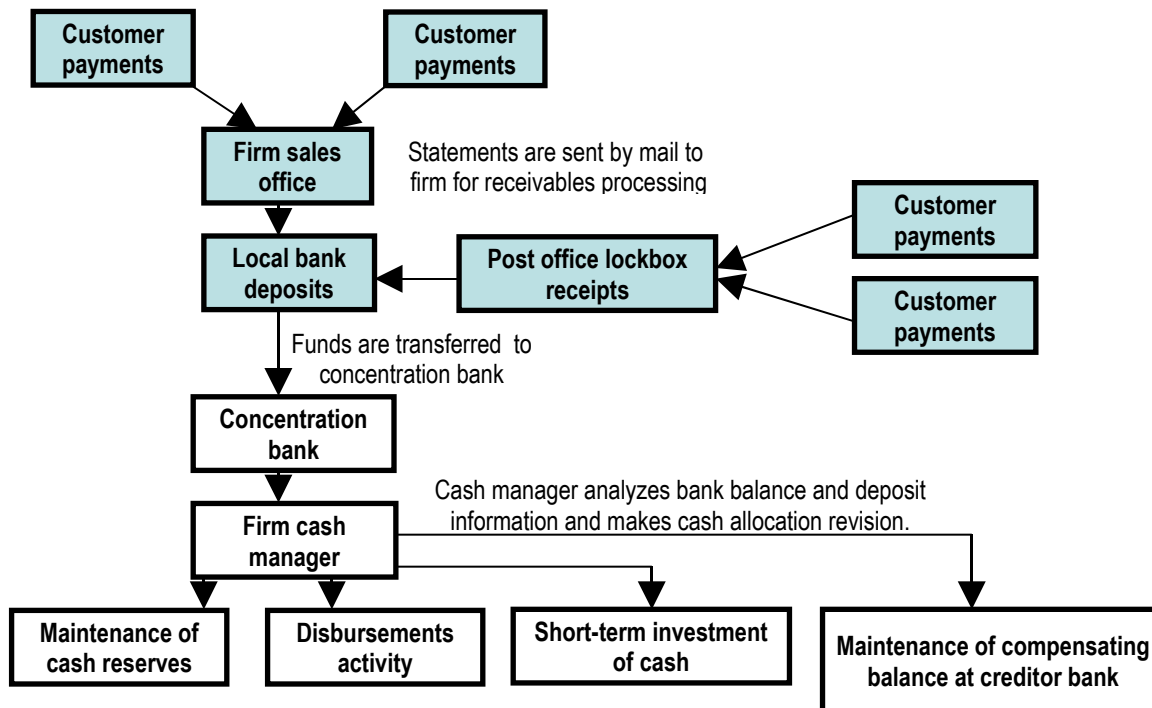 Customer
payments
Customer
payments
Firm sales
office
Statements are sent by mail to
firm for receivables processing
Customer
payments
Local bank
deposits
Post office lockbox
receipts
Customer
payments
Funds are transferred to
concentration bank
Concentration
bank
Cash manager analyzes bank balance and deposit
information and makes cash allocation revision.
Firm cash
manager
Maintenance of
cash reserves
Disbursements
activity
Short-term investment
of cash
Maintenance of compensating
balance at creditor bank